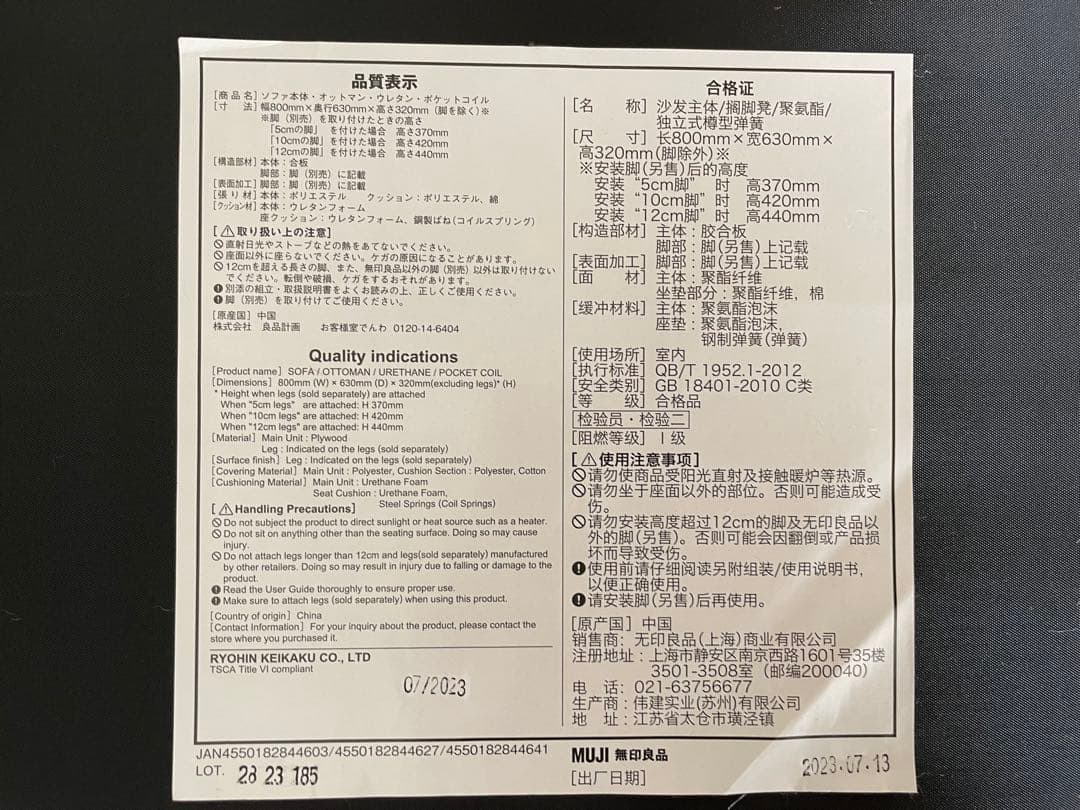 品質表示
[商 品 名] ソファ本体・オットマン・ウレタン・ポケットコイル
[寸　　法] 幅800mm×奥行630mm×高さ320mm（脚を除く）※
※脚（別売）を取り付けたときの高さ
「5cmの脚」 を付けた場合 高さ370mm
「10cmの脚」を付けた場合 高さ420mm
「12cmの脚」を付けた場合 高さ440mm
[構造部材] 本体：合板
脚部：脚（別売）に記載
[表面加工] 脚部：脚（別売）に記載
[張 り 材] 本体：ポリエステル　クッション：ポリエステル、綿
[クッション材] 本体：ウレタンフォーム
座クッション：ウレタンフォーム、鋼製ばね(コイルスプリング)
[⚠取り扱い上の注意]
🚫直射日光やストーブなどの熱をあてないでください。
🚫座面以外に座らないでください。ケガの原因になることがあります。
🚫12cmを超える長さの脚、また、無印良品以外の脚（別売）以外は取り付けない
でください。転倒や破損、ケガをするおそれがあります。
❗別添の組立・取扱説明書をよくお読みの上、正しくご使用ください。
❗脚（別売）を取り付けてご使用ください。
[原産国] 中国
株式会社　良品計画　　お客様室でんわ　0120-14-6404
Quality indications
[Product name] SOFA / OTTOMAN / URETHANE / POCKET COIL
[Dimensions] 800mm (W) × 630mm (D) × 320mm(excluding legs)* (H)
* Height when legs (sold separately) are attached
When "5cm legs" are attached: H 370mm
When "10cm legs" are attached: H 420mm
When "12cm legs" are attached: H 440mm
[Material] Main Unit : Plywood
Leg : Indicated on the legs (sold separately)
[Surface finish] Leg : Indicated on the legs (sold separately)
[Covering Material] Main Unit : Polyester, Cushion Section : Polyester, Cotton
[Cushioning Material] Main Unit : Urethane Foam
Seat Cushion : Urethane Foam,
Steel Springs (Coil Springs)
[⚠Handling Precautions]
🚫Do not subject the product to direct sunlight or heat source such as a heater.
🚫Do not sit on anything other than the seating surface. Doing so may cause
injury.
🚫Do not attach legs longer than 12cm and legs(sold separately) manufactured
by other retailers. Doing so may result in injury due to falling or damage to the
product.
❗Read the User Guide thoroughly to ensure proper use.
❗Make sure to attach legs (sold separately) when using this product.
[Country of origin] China
[Contact Information] For your inquiry about the product, please contact the
store where you purchased it.
RYOHIN KEIKAKU CO., LTD
TSCA Title VI compliant
07/2023
合格证
[名　　称] 沙发主体/搁脚凳/聚氨酯/
独立式樽型弹簧
[尺　　寸] 长800mm×宽630mm×
高320mm(脚除外)※
※安装脚(另售)后的高度
安装“5cm脚” 时 高370mm
安装“10cm脚” 时 高420mm
安装“12cm脚” 时 高440mm
[构造部材] 主体：胶合板
脚部：脚(另售)上记载
[表面加工] 脚部：脚(另售)上记载
[面　　材] 主体：聚酯纤维
坐垫部分：聚酯纤维，棉
[缓冲材料] 主体：聚氨酯泡沫
座垫：聚氨酯泡沫，
钢制弹簧(弹簧)
[使用场所] 室内
[执行标准] QB/T 1952.1-2012
[安全类别] GB 18401-2010 C类
[等　　级] 合格品
检验员・检验二
[阻燃等级] Ⅰ级
[⚠使用注意事项]
🚫请勿使商品受阳光直射及接触暖炉等热源。
🚫请勿坐于座面以外的部位。否则可能造成受
伤。
🚫请勿安装高度超过12cm的脚及无印良品以
外的脚(另售)。否则可能会因翻倒或产品损
坏而导致受伤。
❗使用前请仔细阅读另附组装/使用说明书，
以便正确使用。
❗请安装脚(另售)后再使用。
[原产国] 中国
销售商：无印良品(上海)商业有限公司
注册地址：上海市静安区南京西路1601号35楼
3501-3508室（邮编200040）
电　话：021-63756677
生产商：伟建实业(苏州)有限公司
地　址：江苏省太仓市璜泾镇
JAN4550182844603/4550182844627/4550182844641
LOT. 28 23 185
MUJI 無印良品
[出厂日期] 2023.07.13